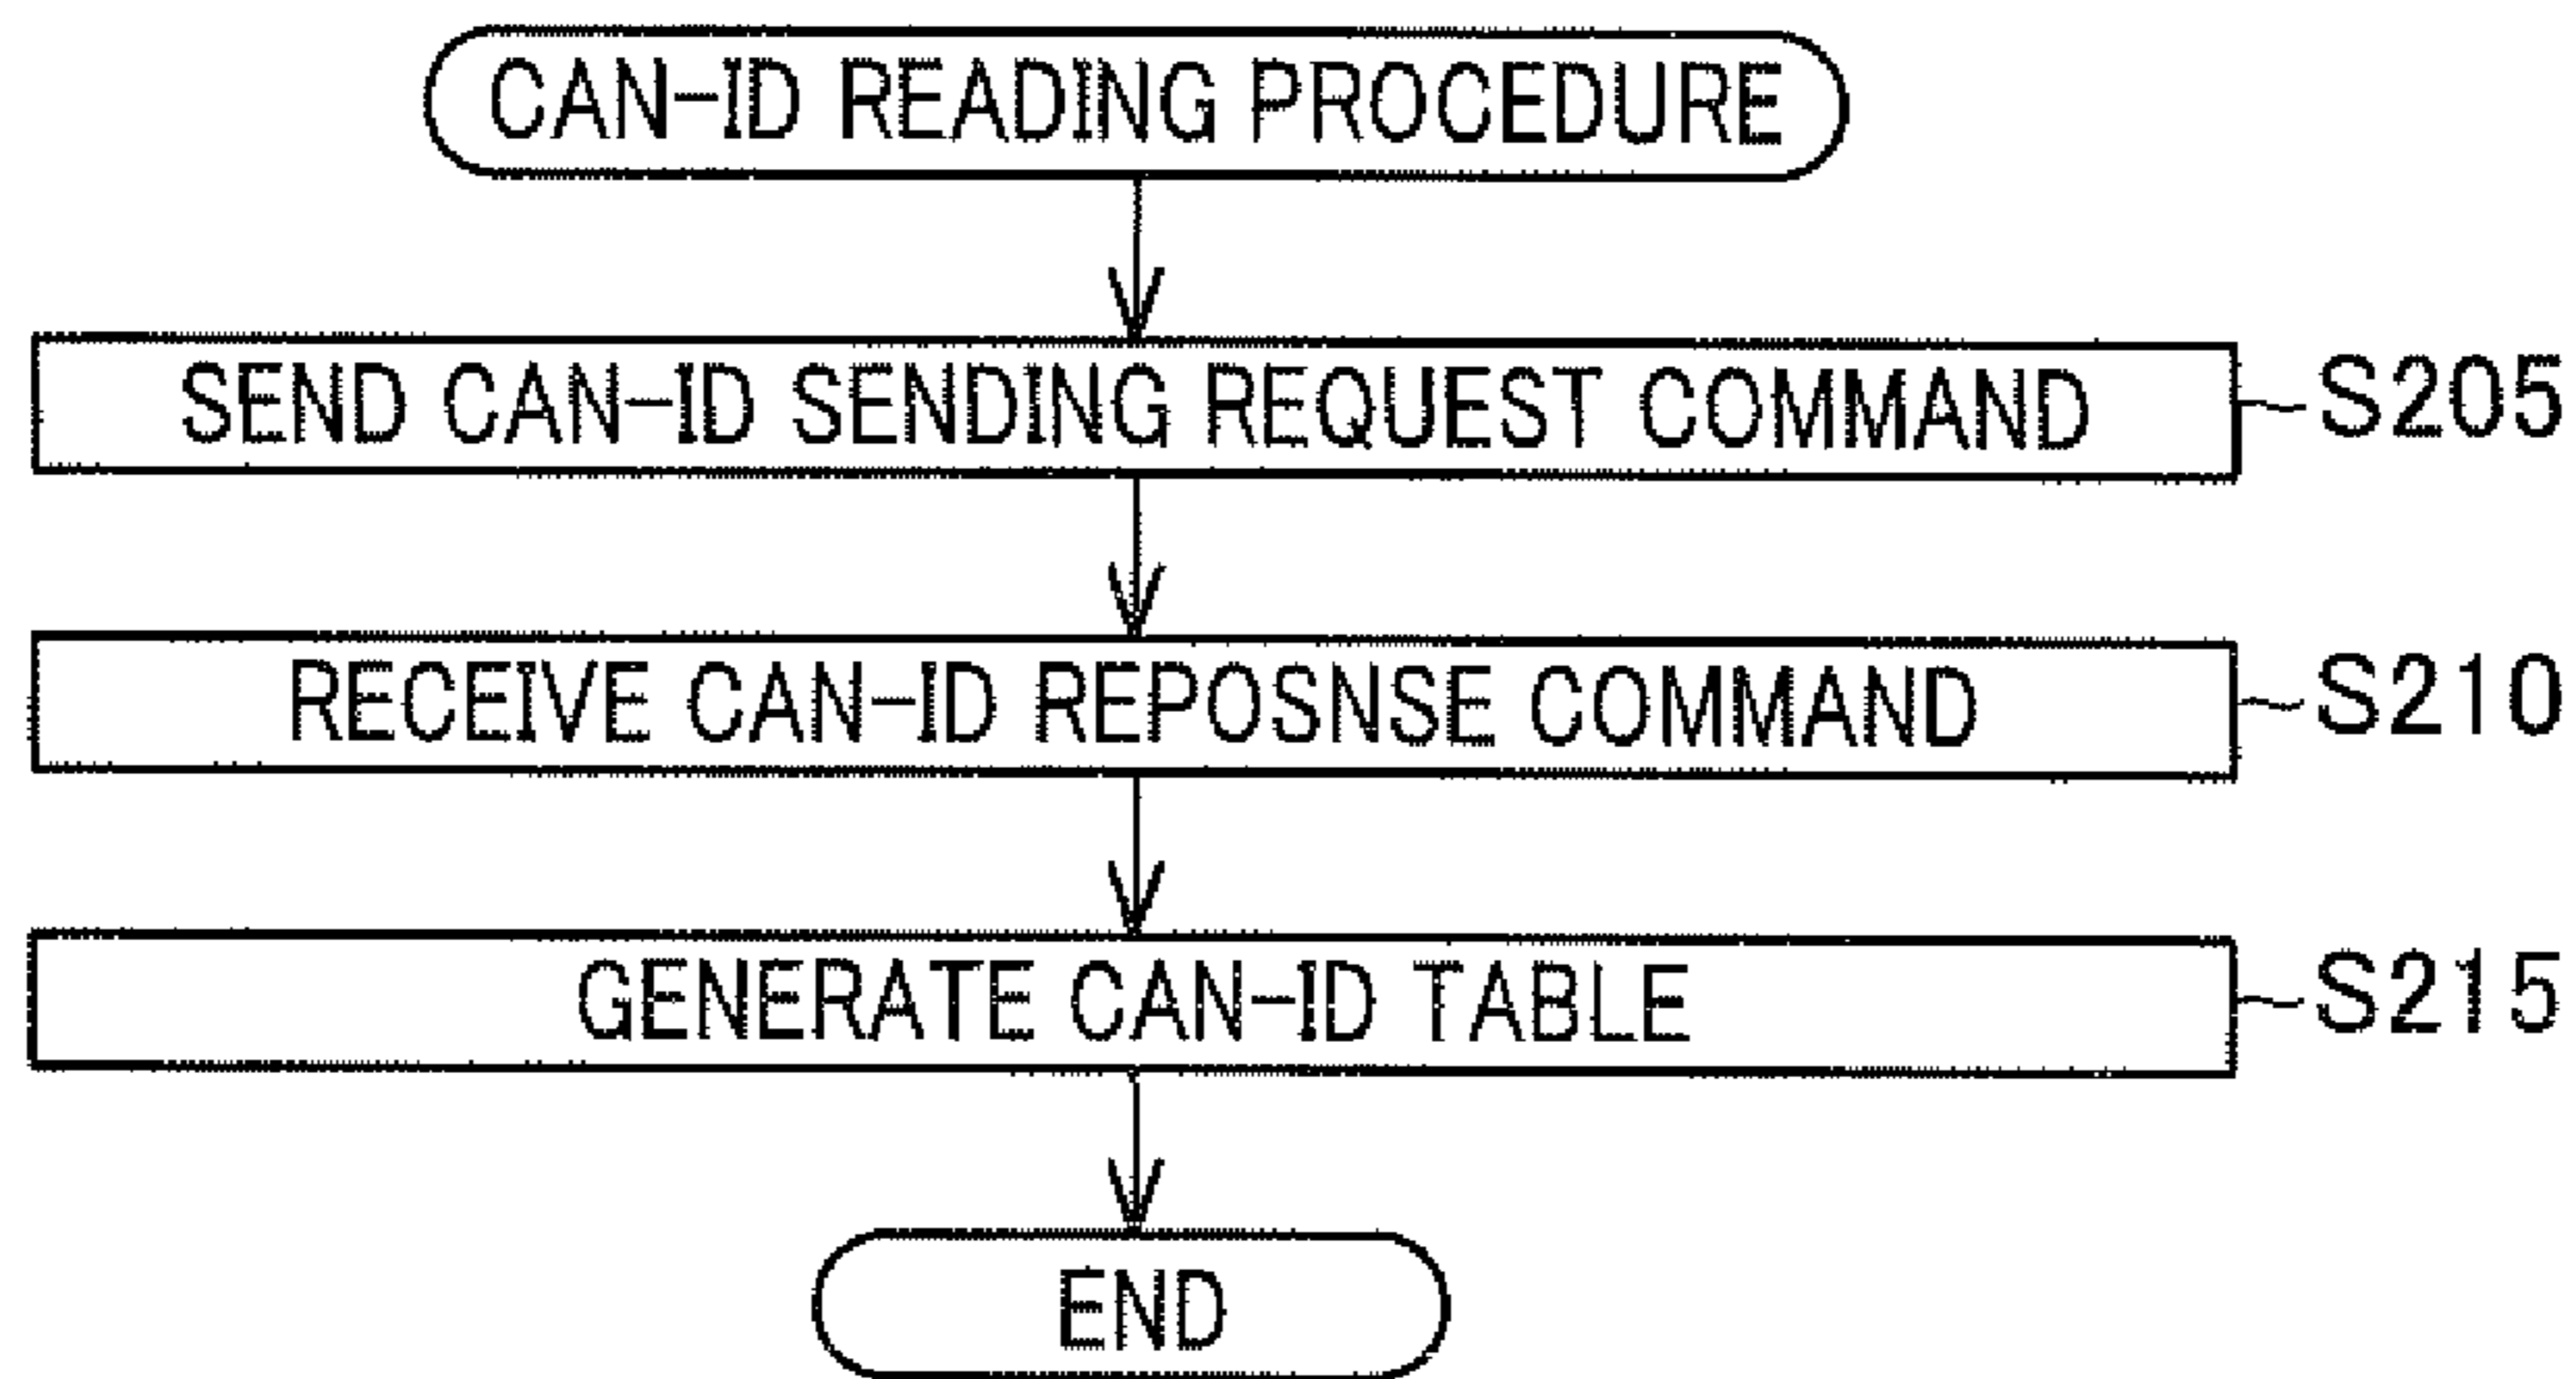 CAN-ID READING PROCEDURE
SEND CAN-ID SENDING REQUEST COMMAND
S205
RECEIVE CAN-ID REPOSNSE COMMAND
S210
GENERATE CAN-ID TABLE
S215
END